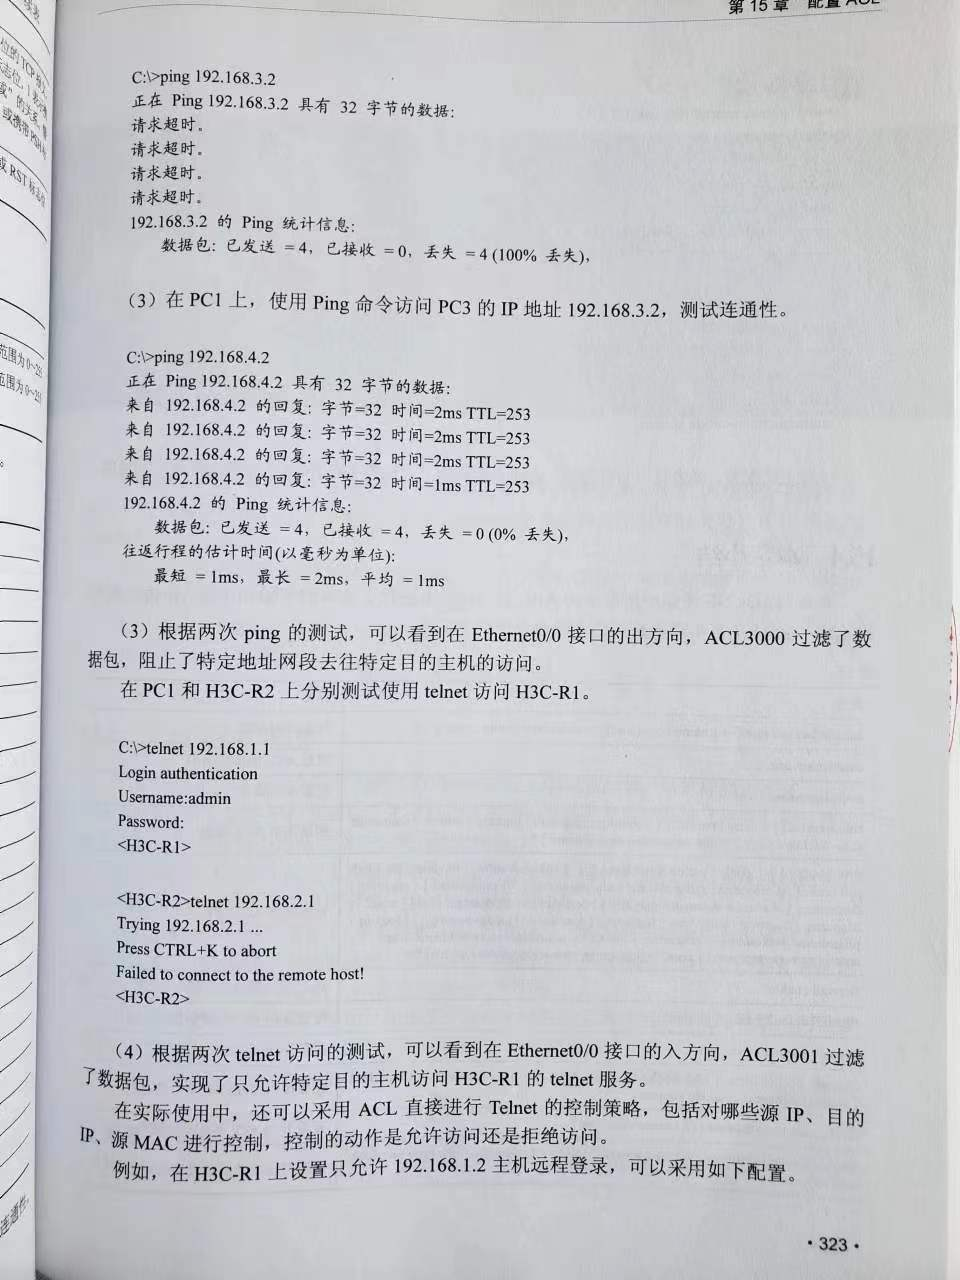 第 15 章 配置 ACL
C:\>ping 192.168.3.2
正在 Ping 192.168.3.2 具有 32 字节的数据:
请求超时。
请求超时。
请求超时。
请求超时。
192.168.3.2 的 Ping 统计信息:
数据包: 已发送 = 4，已接收 = 0，丢失 = 4 (100% 丢失)，
（3）在 PC1 上，使用 Ping 命令访问 PC3 的 IP 地址 192.168.3.2，测试连通性。
C:\>ping 192.168.4.2
正在 Ping 192.168.4.2 具有 32 字节的数据:
来自 192.168.4.2 的回复: 字节=32 时间=2ms TTL=253
来自 192.168.4.2 的回复: 字节=32 时间=2ms TTL=253
来自 192.168.4.2 的回复: 字节=32 时间=2ms TTL=253
来自 192.168.4.2 的回复: 字节=32 时间=1ms TTL=253
192.168.4.2 的 Ping 统计信息:
数据包: 已发送 = 4，已接收 = 4，丢失 = 0 (0% 丢失)，
往返行程的估计时间(以毫秒为单位):
最短 = 1ms，最长 = 2ms，平均 = 1ms
（3）根据两次 ping 的测试，可以看到在 Ethernet0/0 接口的出方向，ACL3000 过滤了数
据包，阻止了特定地址网段去往特定目的主机的访问。
在 PC1 和 H3C-R2 上分别测试使用 telnet 访问 H3C-R1。
C:\>telnet 192.168.1.1
Login authentication
Username:admin
Password:
<H3C-R1>
<H3C-R2>telnet 192.168.2.1
Trying 192.168.2.1 ...
Press CTRL+K to abort
Failed to connect to the remote host!
<H3C-R2>
（4）根据两次 telnet 访问的测试，可以看到在 Ethernet0/0 接口的入方向，ACL3001 过滤
了数据包，实现了只允许特定目的主机访问 H3C-R1 的 telnet 服务。
在实际使用中，还可以采用 ACL 直接进行 Telnet 的控制策略，包括对哪些源 IP、目的
IP、源 MAC 进行控制，控制的动作是允许访问还是拒绝访问。
例如，在 H3C-R1 上设置只允许 192.168.1.2 主机远程登录，可以采用如下配置。
·323·